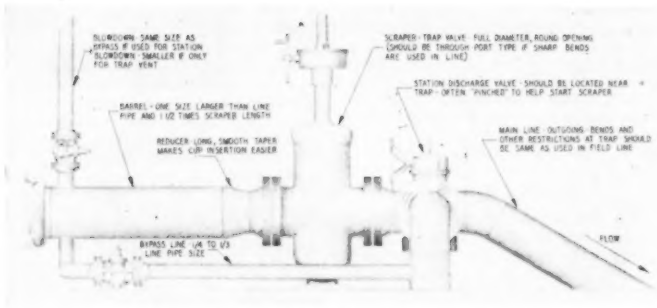 BLOWDOWN-SAME SIZE AS
BYPASS IF USED FOR STATION
BLOWDOWN-SMALLER IF ONLY
FOR TRAP VENT
SCRAPER-TRAP VALVE FULL DIAMETER, ROUND OPENING
(SHOULD BE THROUGH PORT TYPE IF SHARP BENDS
ARE USED IN LINE)
STATION DISCHARGE VALVE-SHOULD BE LOCATED NEAR
TRAP-OFTEN "PINCHED" TO HELP START SCRAPER
BARREL-ONE SIZE LARGER THAN LINE
PIPE AND 1 1/2 TIMES SCRAPER LENGTH
MAIN LINE-OUTGOING-BENDS AND
OTHER RESTRICTIONS AT TRAP SHOULD
BE SAME AS USED IN FIELD LINE
REDUCER-LONG, SMOOTH TAPER
MAKES CUP INSERTION EASIER
BYPASS LINE-1/4 TO 1/3
LINE PIPE SIZE
FLOW